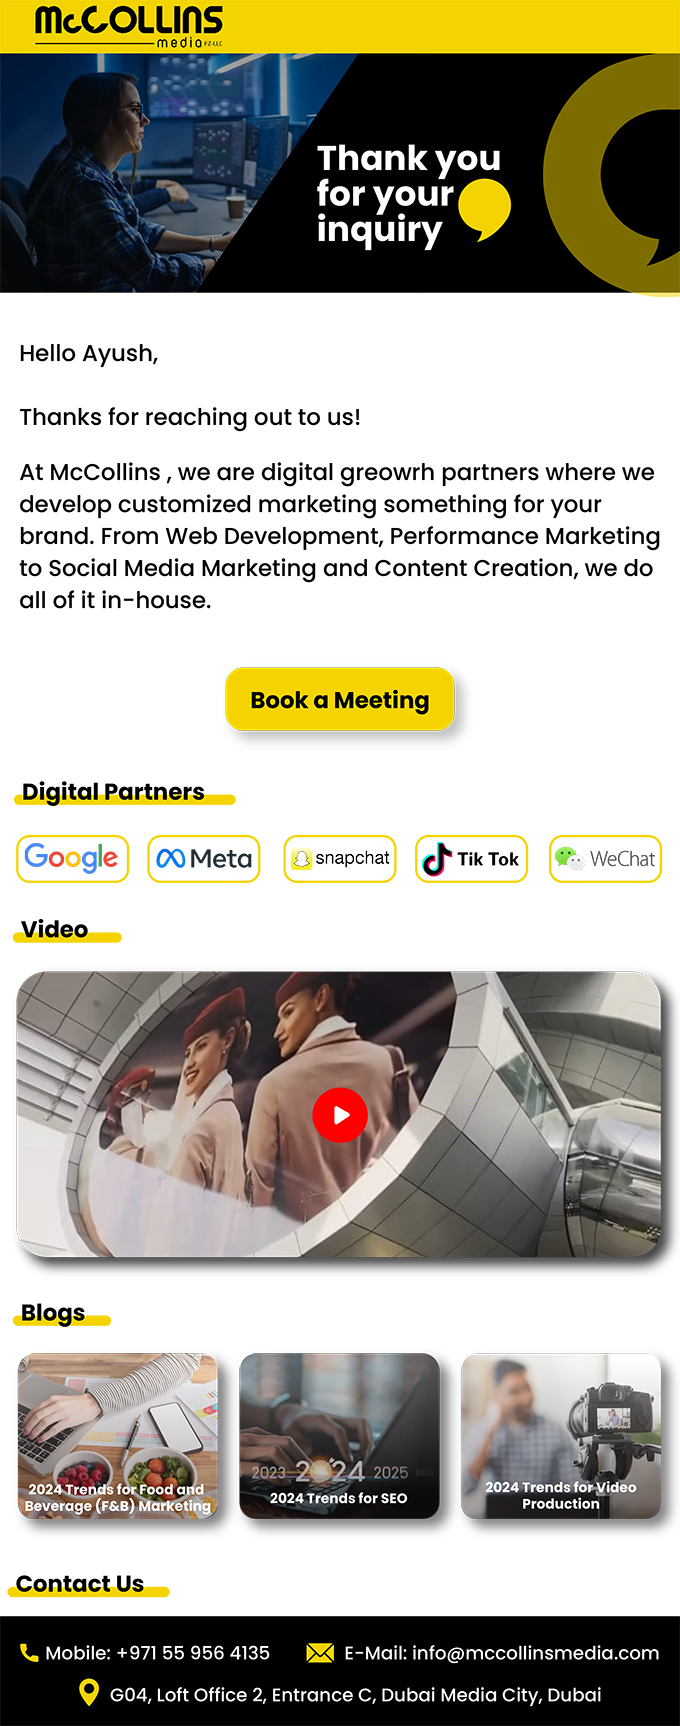 McCOLLINS
media FZ-LLC
Thank you
for your
inquiry
Hello Ayush,
Thanks for reaching out to us!
At McCollins , we are digital greowrh partners where we
develop customized marketing something for your
brand. From Web Development, Performance Marketing
to Social Media Marketing and Content Creation, we do
all of it in-house.
Book a Meeting
Digital Partners
Google
Meta
snapchat
Tik Tok
WeChat
Video
Blogs
2024 Trends for Food and
Beverage (F&B) Marketing
2023 2024 2025 2026
2024 Trends for SEO
2024 Trends for Video
Production
Contact Us
Mobile: +971 55 956 4135
E-Mail: info@mccollinsmedia.com
G04, Loft Office 2, Entrance C, Dubai Media City, Dubai